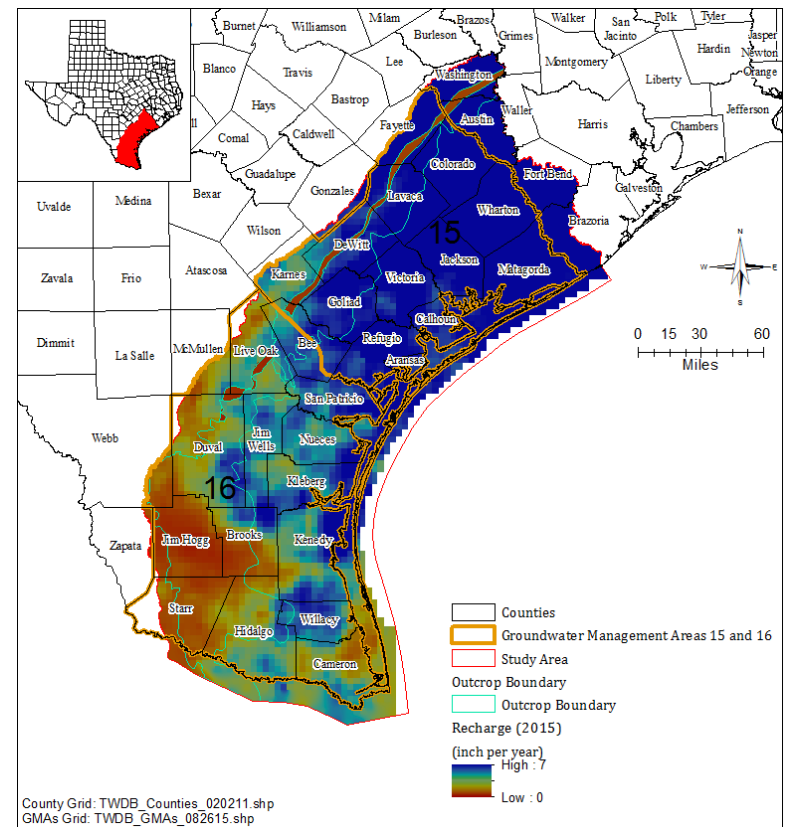 Burnet
Williamson
Milam
Brazos
Walker
Polk
Tyler
Burleson
Grimes
San
Jacinto
Jasper
Hardin
Newton
Blanco
Travis
Lee
Washington
Montgomery
Orange
Liberty
Hays
Bastrop
Waller
Jefferson
Austin
Fayette
Harris
Chambers
ll
Comal
Caldwell
Colorado
Guadalupe
Fort Bend
Galveston
Uvalde
Medina
Bexar
Gonzales
Lavaca
Wharton
Brazoria
Wilson
DeWitt
15
N
Zavala
Frio
Atascosa
Karnes
Jackson
Matagorda
W
E
Victoria
S
Goliad
Calhoun
0 15 30 60
Miles
Dimmit
La Salle
McMullen
Live Oak
Bee
Refugio
Aransas
San Patricio
Webb
Duval
Jim
Wells
Nueces
16
Kleberg
Zapata
Jim Hogg
Brooks
Kenedy
Starr
Willacy
Hidalgo
Cameron
Counties
Groundwater Management Areas 15 and 16
Study Area
Outcrop Boundary
Outcrop Boundary
Recharge (2015)
(inch per year)
High : 7
Low : 0
County Grid: TWDB_Counties_020211.shp
GMAs Grid: TWDB_GMAs_082615.shp